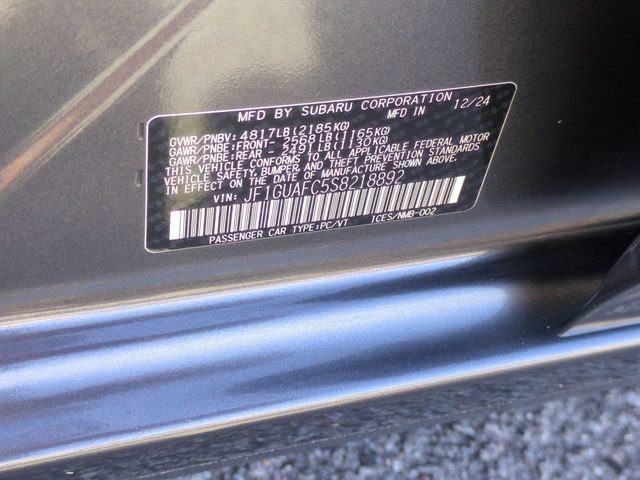 MFD BY SUBARU CORPORATION
MFD IN 12/24
GVWR/PNBV: 4817LB(2185KG)
GAWR/PNBE:FRONT- 2568LB(1165KG)
GAWR/PNBE:REAR - 2491LB(1130KG)
THIS VEHICLE CONFORMS TO ALL APPLICABLE FEDERAL MOTOR
VEHICLE SAFETY, BUMPER, AND THEFT PREVENTION STANDARDS
IN EFFECT ON THE DATE OF MANUFACTURE SHOWN ABOVE.
VIN: JF1GUAFC5S8218892
PASSENGER CAR TYPE:PC/VT ICES/NMB-002